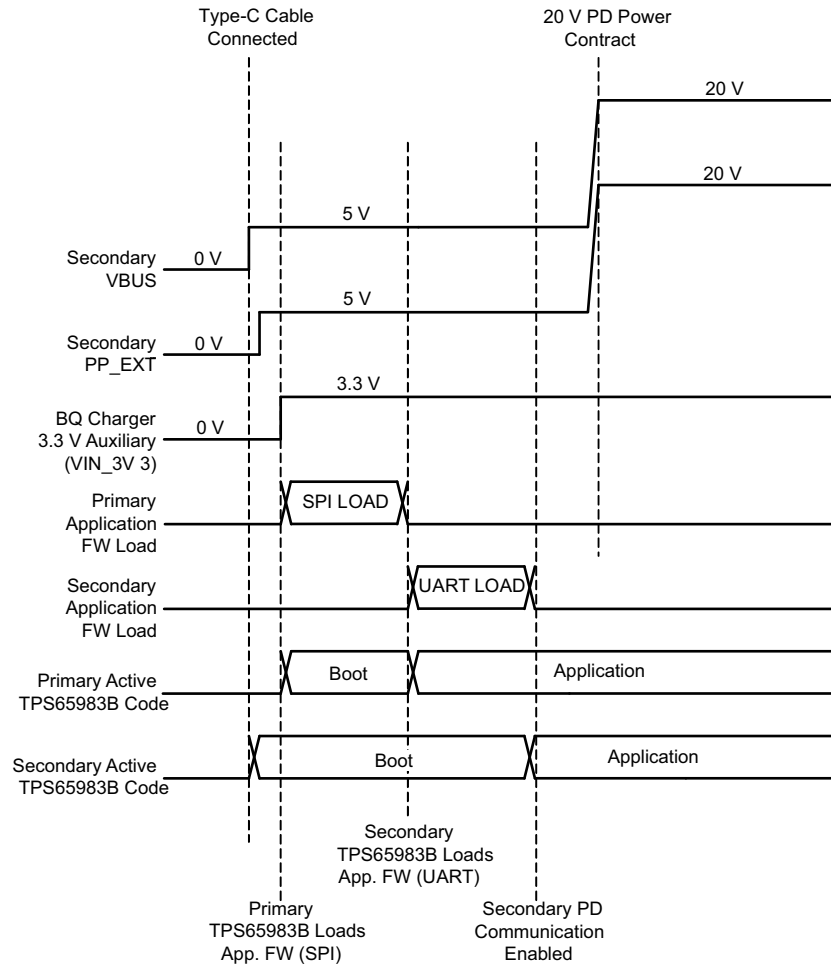 Type-C Cable
Connected
20 V PD Power
Contract
20 V
20 V
5 V
Secondary
VBUS
0 V
5 V
Secondary
PP_EXT
0 V
3.3 V
BQ Charger
3.3 V Auxiliary
(VIN_3V 3)
0 V
Primary
Application
FW Load
SPI LOAD
Secondary
Application
FW Load
UART LOAD
Primary Active
TPS65983B Code
Boot
Application
Secondary Active
TPS65983B Code
Boot
Application
Secondary
TPS65983B Loads
App. FW (UART)
Primary
TPS65983B Loads
App. FW (SPI)
Secondary PD
Communication
Enabled